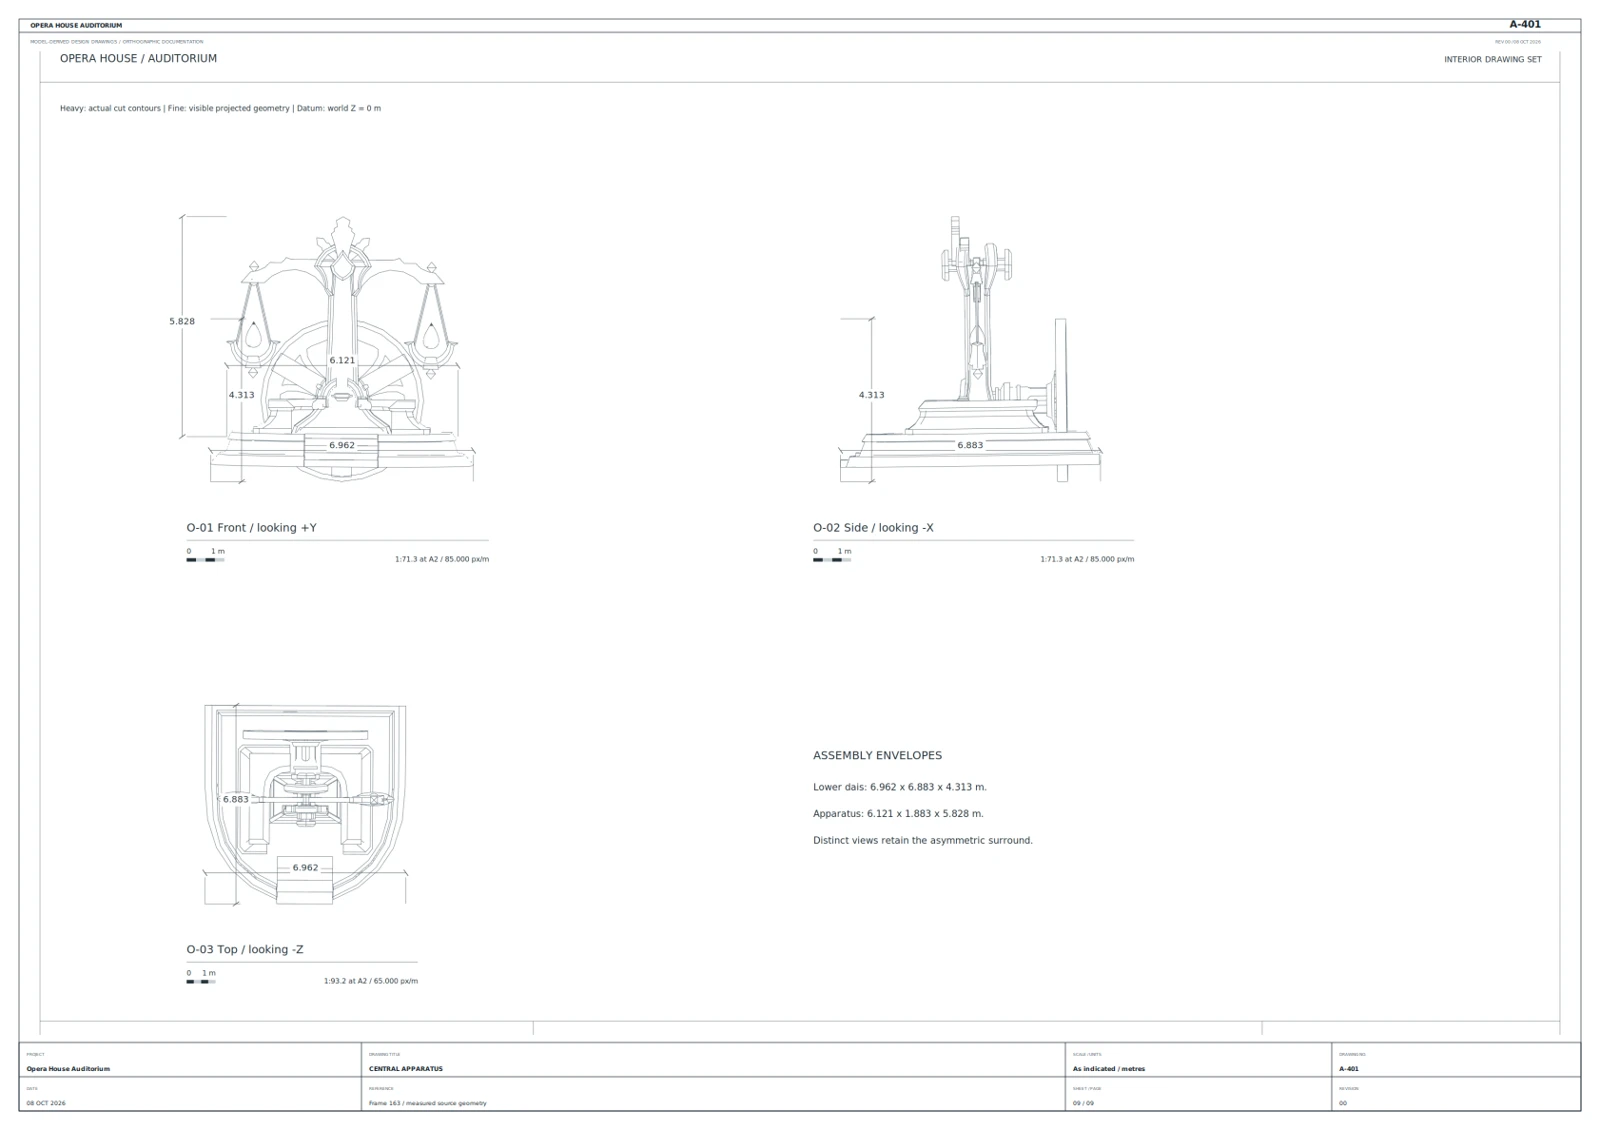 OPERA HOUSE AUDITORIUM
A-401
MODEL-DERIVED DESIGN DRAWINGS / ORTHOGRAPHIC DOCUMENTATION
REV 00 / 08 OCT 2026
OPERA HOUSE / AUDITORIUM
INTERIOR DRAWING SET
Heavy: actual cut contours | Fine: visible projected geometry | Datum: world Z = 0 m
5.828
6.121
4.313
6.962
4.313
6.883
O-01 Front / looking +Y
0 1 m
1:71.3 at A2 / 85.000 px/m
O-02 Side / looking -X
0 1 m
1:71.3 at A2 / 85.000 px/m
6.883
6.962
ASSEMBLY ENVELOPES
Lower dais: 6.962 x 6.883 x 4.313 m.
Apparatus: 6.121 x 1.883 x 5.828 m.
Distinct views retain the asymmetric surround.
O-03 Top / looking -Z
0 1 m
1:93.2 at A2 / 65.000 px/m
PROJECT
Opera House Auditorium
DRAWING TITLE
CENTRAL APPARATUS
SCALE / UNITS
As indicated / metres
DRAWING
A-401
DATE
08 OCT 2026
REFERENCE
Frame 163 / measured source geometry
SHEET / PAGE
09 / 09
REVISION
00